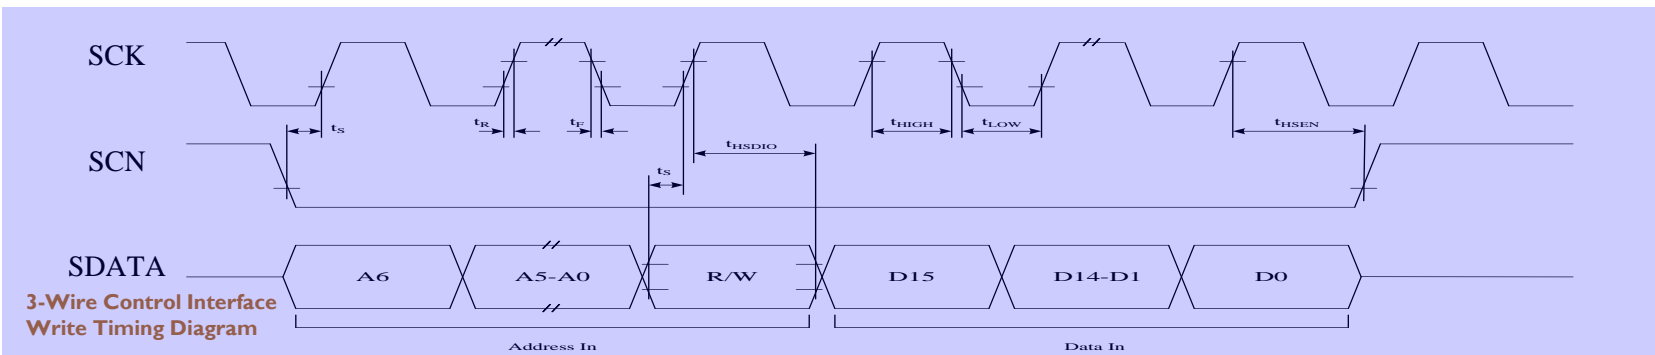 SCK
tS
tR
tF
tHIGH
tLOW
tHSEN
SCN
tHSDIO
tS
SDATA
A6
A5-A0
R/W
D15
D14-D1
D0
3-Wire Control Interface
Write Timing Diagram
Address In
Data In